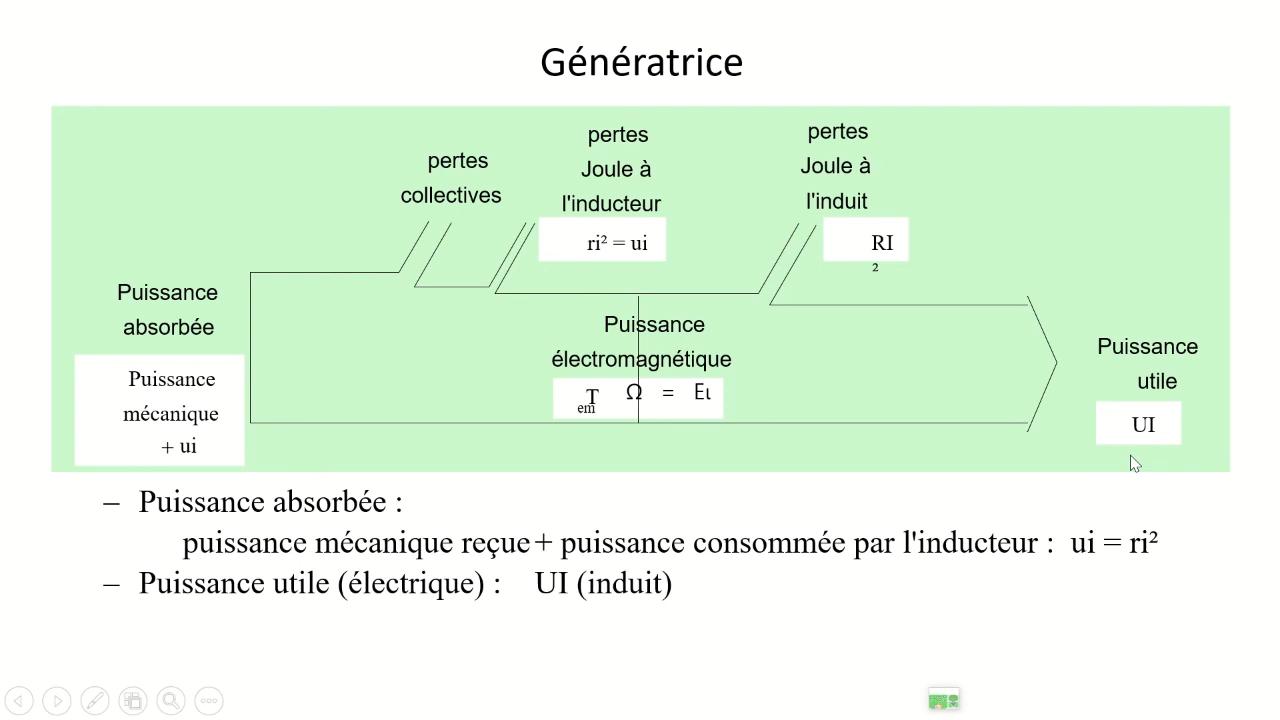 Génératrice
pertes
collectives
pertes
Joule à
l'inducteur
ri² = ui
pertes
Joule à
l'induit
RI
²
Puissance
absorbée
Puissance
mécanique
+ ui
Puissance
électromagnétique
T Ω = Eι
em
Puissance
utile
UI
– Puissance absorbée :
puissance mécanique reçue + puissance consommée par l'inducteur : ui = ri²
– Puissance utile (électrique) : UI (induit)